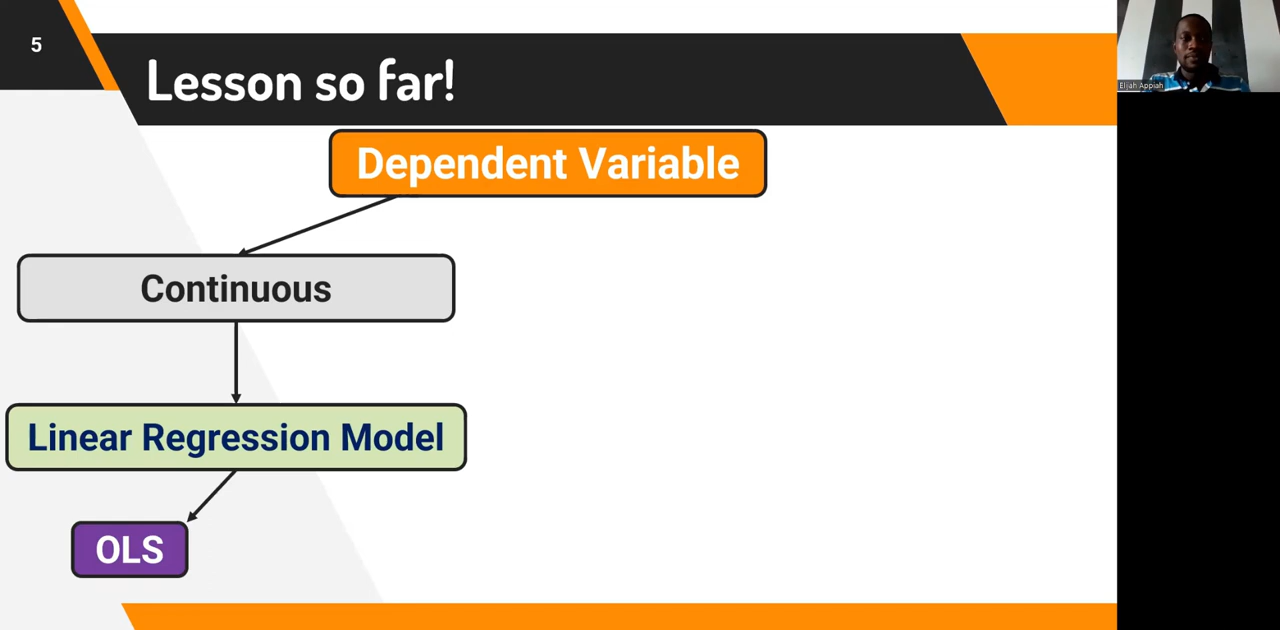 5
Lesson so far!
Elijah Appiah
Dependent Variable
Continuous
Linear Regression Model
OLS